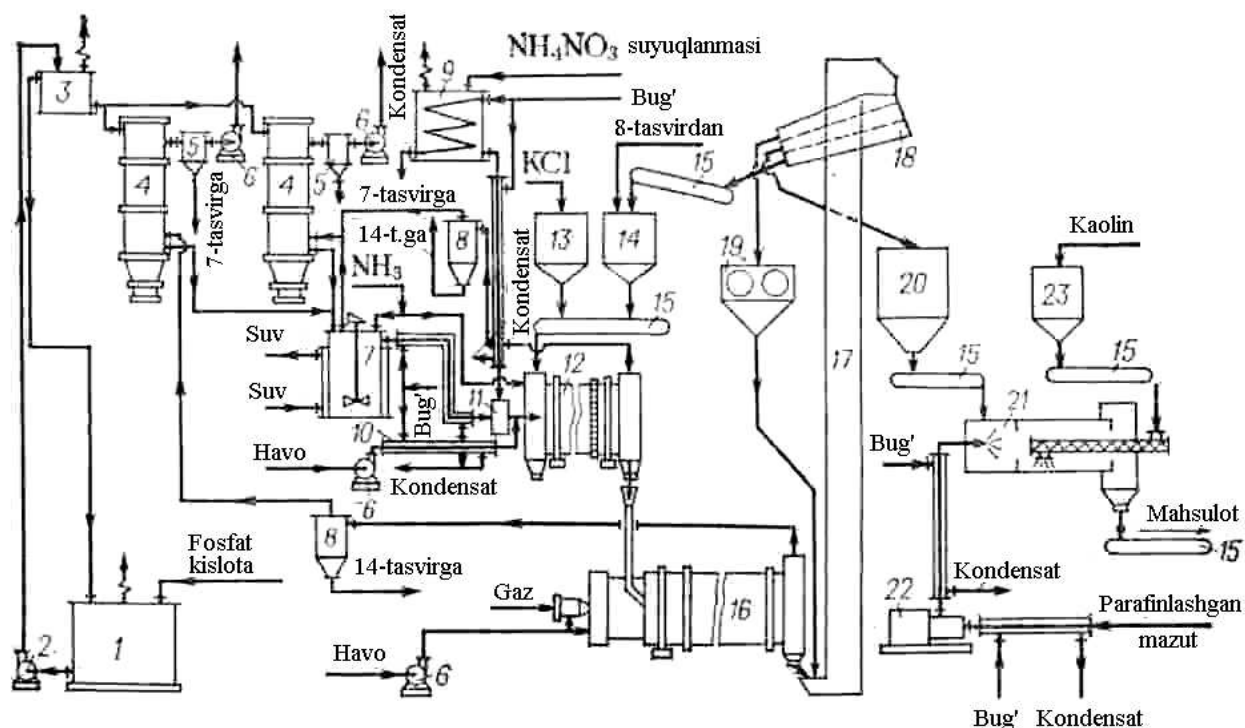 Kondensat
NH4NO3 suyuqlanmasi
3
5
6
9
6
Bug'
8-tasvirdan
KCl
15
18
4
4
5
7-tasvirga
7-tasvirga
14-t.ga
8
13
14
Kondensat
Kaolin
19
20
23
NH3
15
17
15
15
Suv
7
12
Suv
11
Bug'
21
10
Bug'
Havo
6
Kondensat
Mahsulot
15
8
Fosfat
kislota
14-tasvirga
Gaz
16
Kondensat
22
Parafinlashgan
mazut
1
2
Havo
6
Bug'
Kondensat